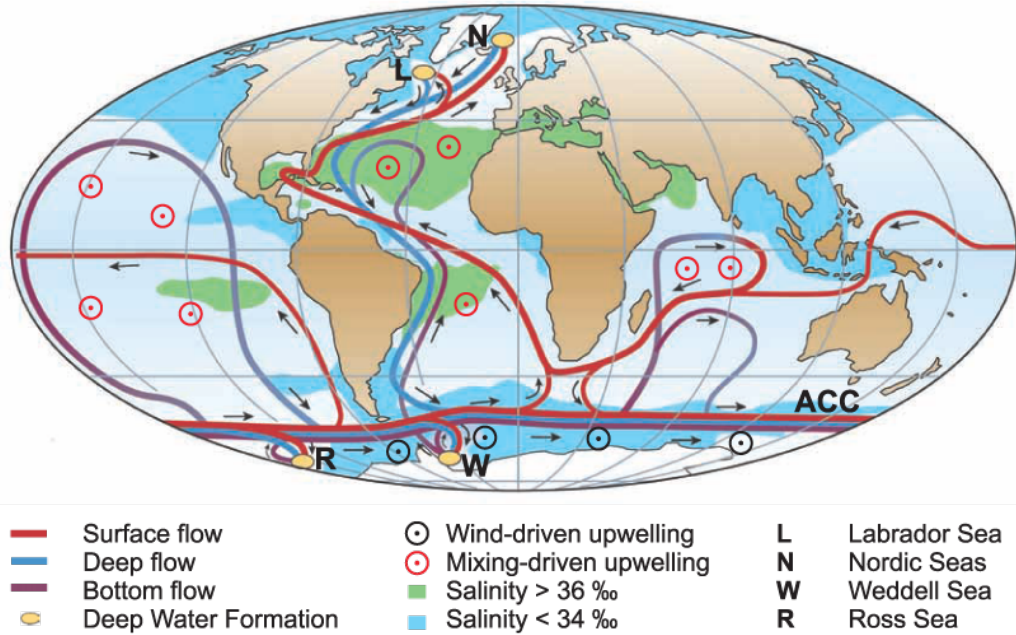 N
L
ACC
R
W
Surface flow
Deep flow
Bottom flow
Deep Water Formation
Wind-driven upwelling
Mixing-driven upwelling
Salinity > 36 ‰
Salinity < 34 ‰
L Labrador Sea
N Nordic Seas
W Weddell Sea
R Ross Sea